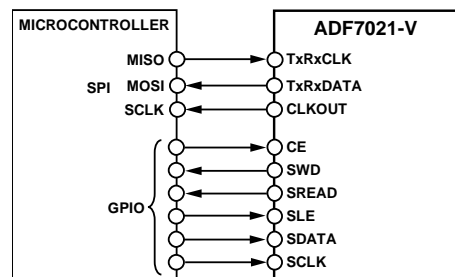 MICROCONTROLLER
ADF7021-V
MISO
TxRxCLK
SPI
MOSI
TxRxDATA
SCLK
CLKOUT
CE
SWD
SREAD
GPIO
SLE
SDATA
SCLK